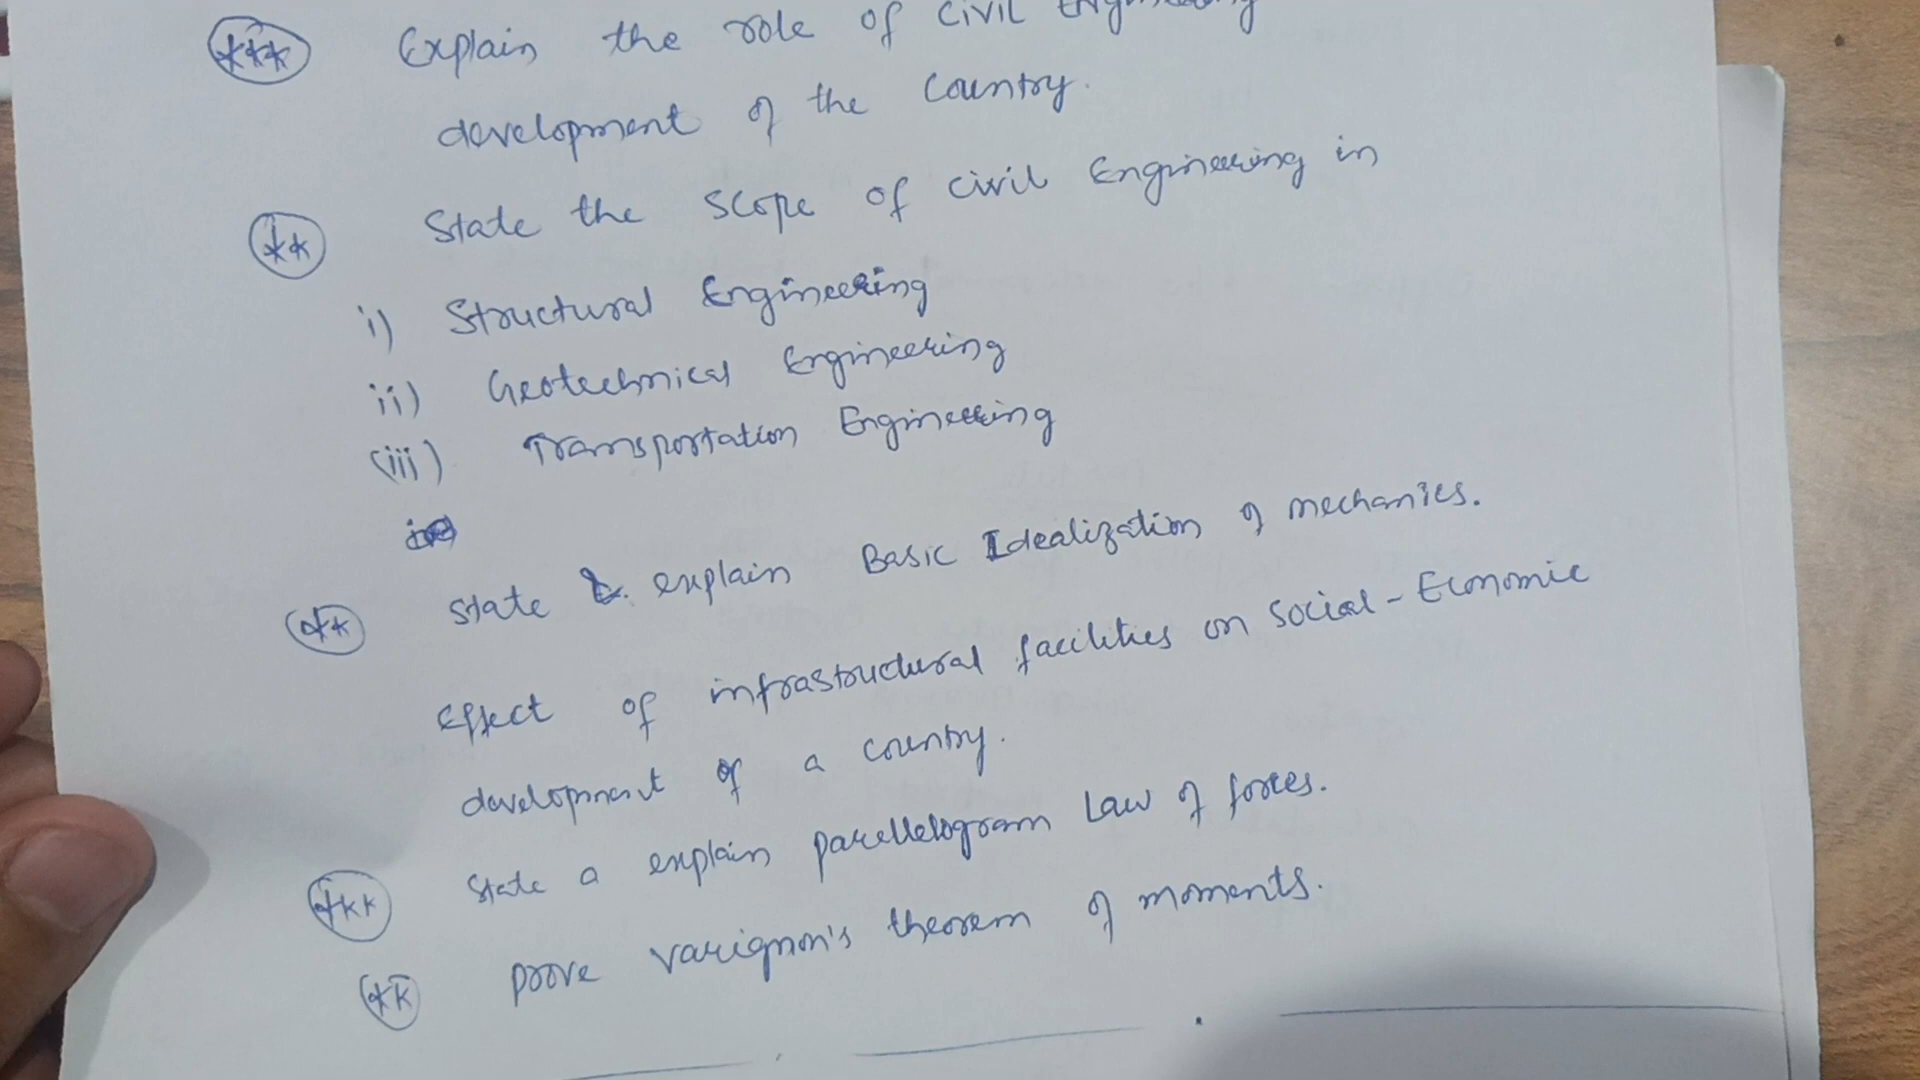 *** Explain the role of Civil Engineering
development of the Country.
** State the scope of civil Engineering in
i) Structural Engineering
ii) Geotechnical Engineering
(iii) Transportation Engineering
** State & explain Basic Idealization of mechanics.
Effect of infrastructural facilities on Social-Economic
development of a country.
*** State a explain parellelogram Law of forces.
** prove varignon's theorem of moments.